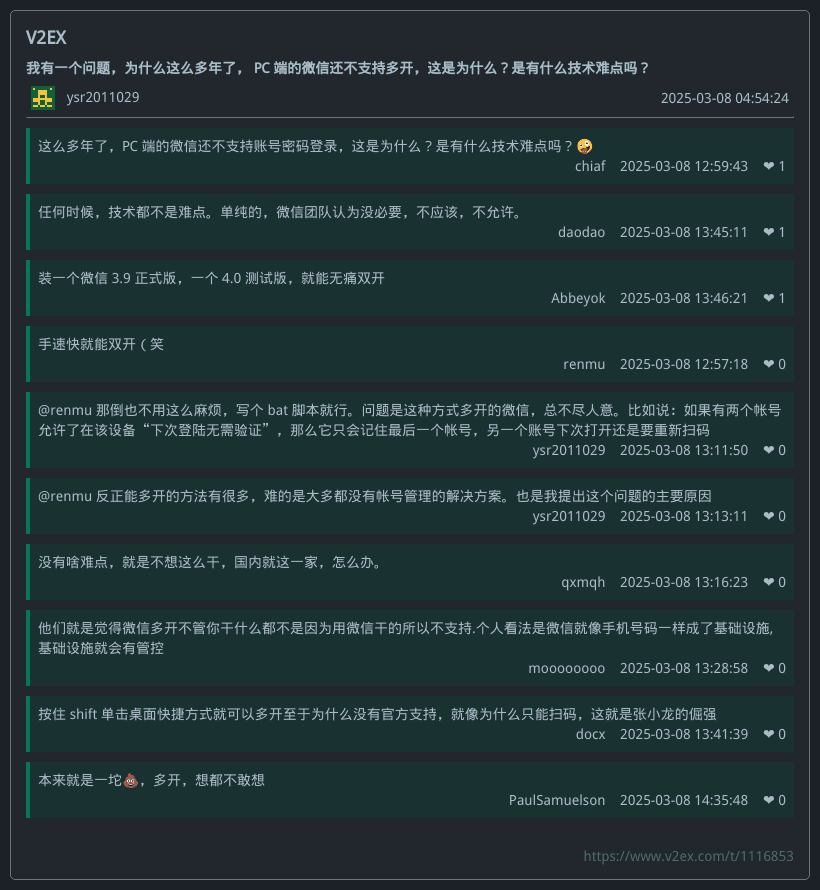 V2EX
我有一个问题，为什么这么多年了， PC 端的微信还不支持多开，这是为什么？是有什么技术难点吗？
ysr2011029 2025-03-08 04:54:24
这么多年了，PC 端的微信还不支持账号密码登录，这是为什么？是有什么技术难点吗？🤪
chiaf 2025-03-08 12:59:43 ❤ 1
任何时候，技术都不是难点。单纯的，微信团队认为没必要，不应该，不允许。
daodao 2025-03-08 13:45:11 ❤ 1
装一个微信 3.9 正式版，一个 4.0 测试版，就能无痛双开
Abbeyok 2025-03-08 13:46:21 ❤ 1
手速快就能双开（笑
renmu 2025-03-08 12:57:18 ❤ 0
@renmu 那倒也不用这么麻烦，写个 bat 脚本就行。问题是这种方式多开的微信，总不尽人意。比如说：如果有两个帐号
允许了在该设备“下次登陆无需验证”，那么它只会记住最后一个帐号，另一个账号下次打开还是要重新扫码
ysr2011029 2025-03-08 13:11:50 ❤ 0
@renmu 反正能多开的方法有很多，难的是大多都没有帐号管理的解决方案。也是我提出这个问题的主要原因
ysr2011029 2025-03-08 13:13:11 ❤ 0
没有啥难点，就是不想这么干，国内就这一家，怎么办。
qxmqh 2025-03-08 13:16:23 ❤ 0
他们就是觉得微信多开不管你干什么都不是因为用微信干的所以不支持.个人看法是微信就像手机号码一样成了基础设施,
基础设施就会有管控
moooooooo 2025-03-08 13:28:58 ❤ 0
按住 shift 单击桌面快捷方式就可以多开至于为什么没有官方支持，就像为什么只能扫码，这就是张小龙的倔强
docx 2025-03-08 13:41:39 ❤ 0
本来就是一坨💩，多开，想都不敢想
PaulSamuelson 2025-03-08 14:35:48 ❤ 0
https://www.v2ex.com/t/1116853